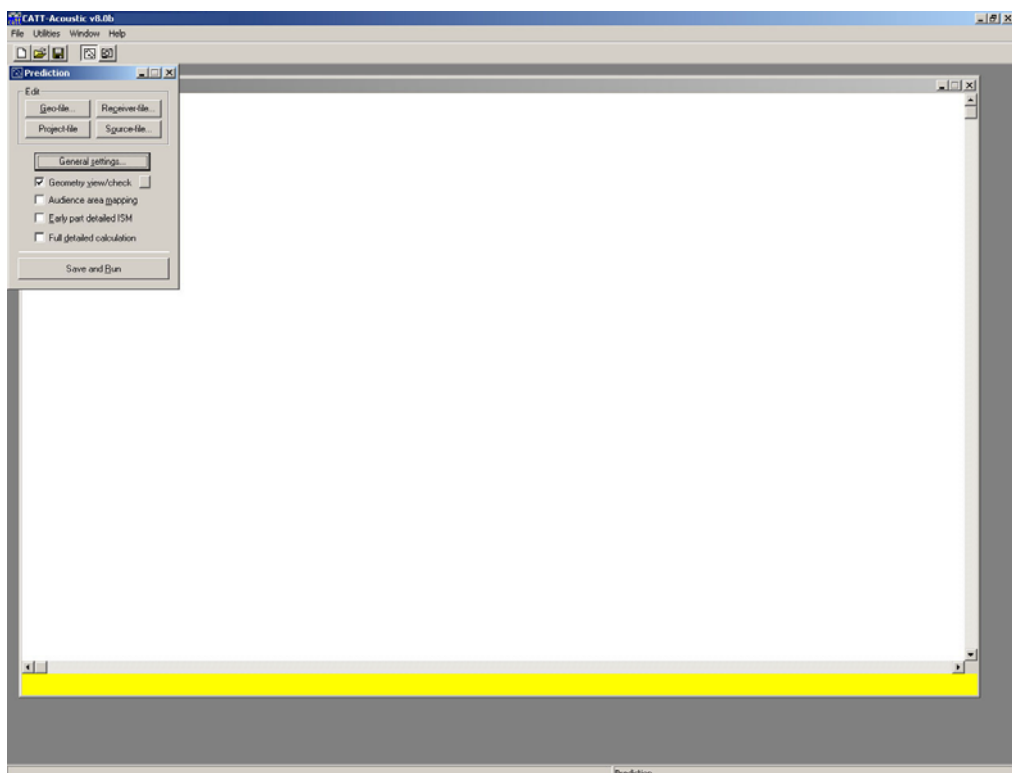 CATT-Acoustic v8.0b
File Utilities Window Help
Prediction
Edit
Geo-file... Receiver-file...
Project-file Source-file...
General settings...
Geometry view/check
Audience area mapping
Early part detailed ISM
Full detailed calculation
Save and Run
Prediction